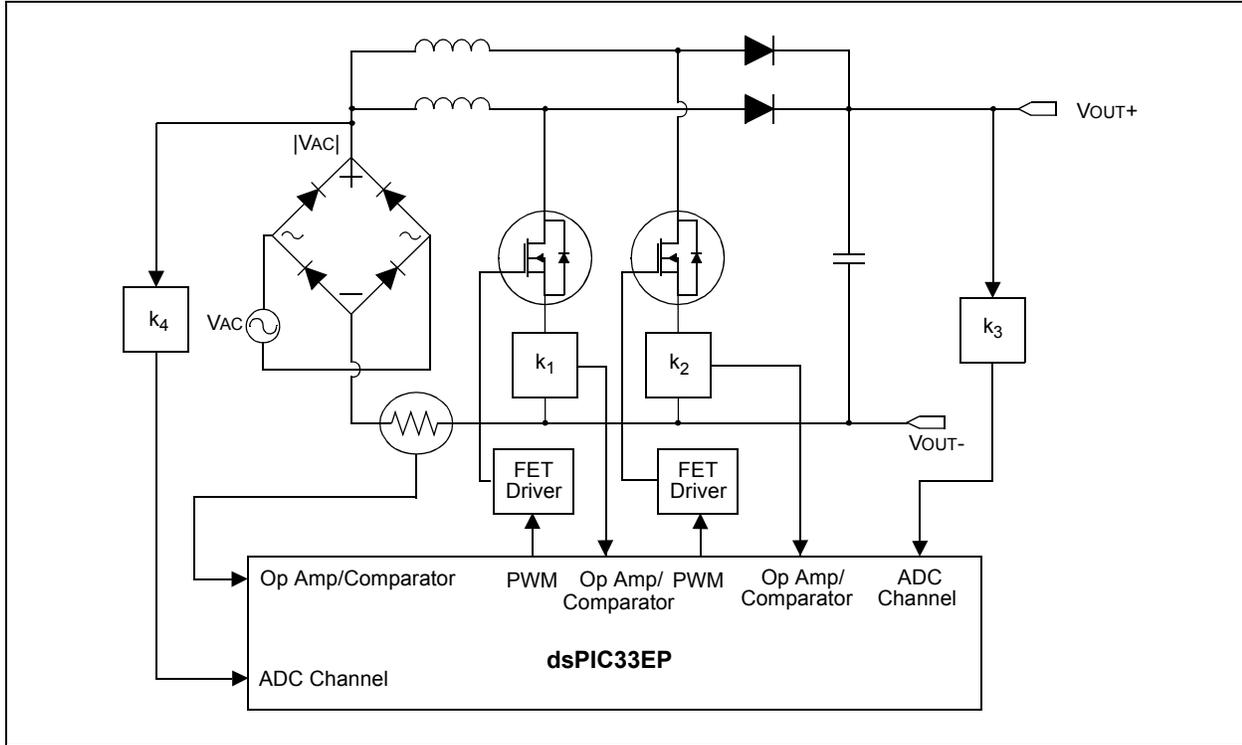 VOUT+
|VAC|
k4
VAC
k3
k1
k2
VOUT-
FET
Driver
FET
Driver
Op Amp/Comparator
PWM
Op Amp/
Comparator
PWM
Op Amp/
Comparator
ADC
Channel
dsPIC33EP
ADC Channel